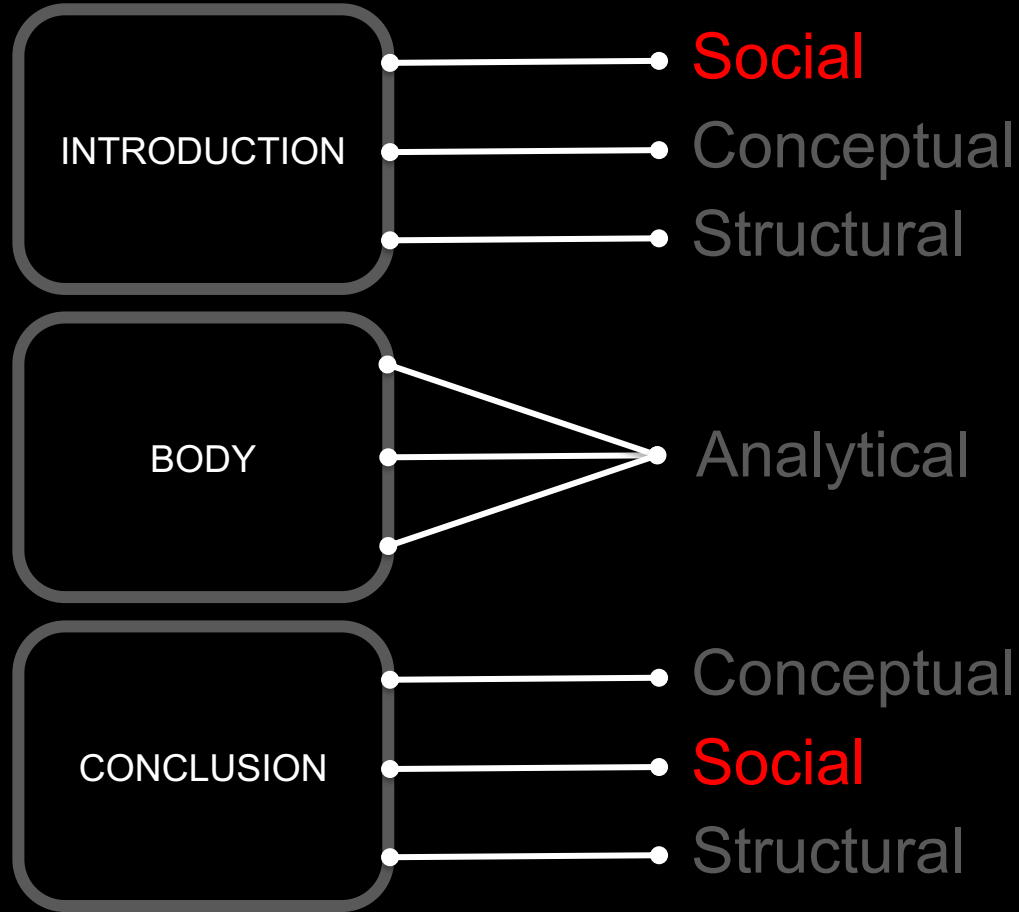 INTRODUCTION
Social
Conceptual
Structural
BODY
Analytical
CONCLUSION
Conceptual
Social
Structural